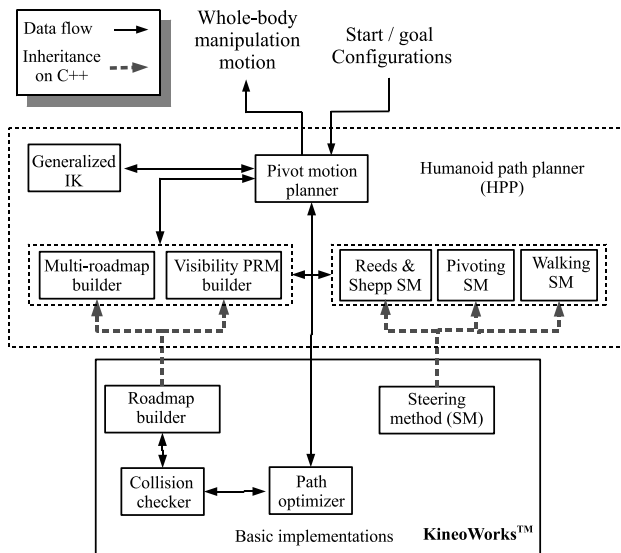 Data flow
Inheritance
on C++
Whole-body
manipulation
motion
Start / goal
Configurations
Generalized
IK
Pivot motion
planner
Humanoid path planner
(HPP)
Multi-roadmap
builder
Visibility PRM
builder
Reeds &
Shepp SM
Pivoting
SM
Walking
SM
Roadmap
builder
Steering
method (SM)
Collision
checker
Path
optimizer
Basic implementations
KineoWorks™